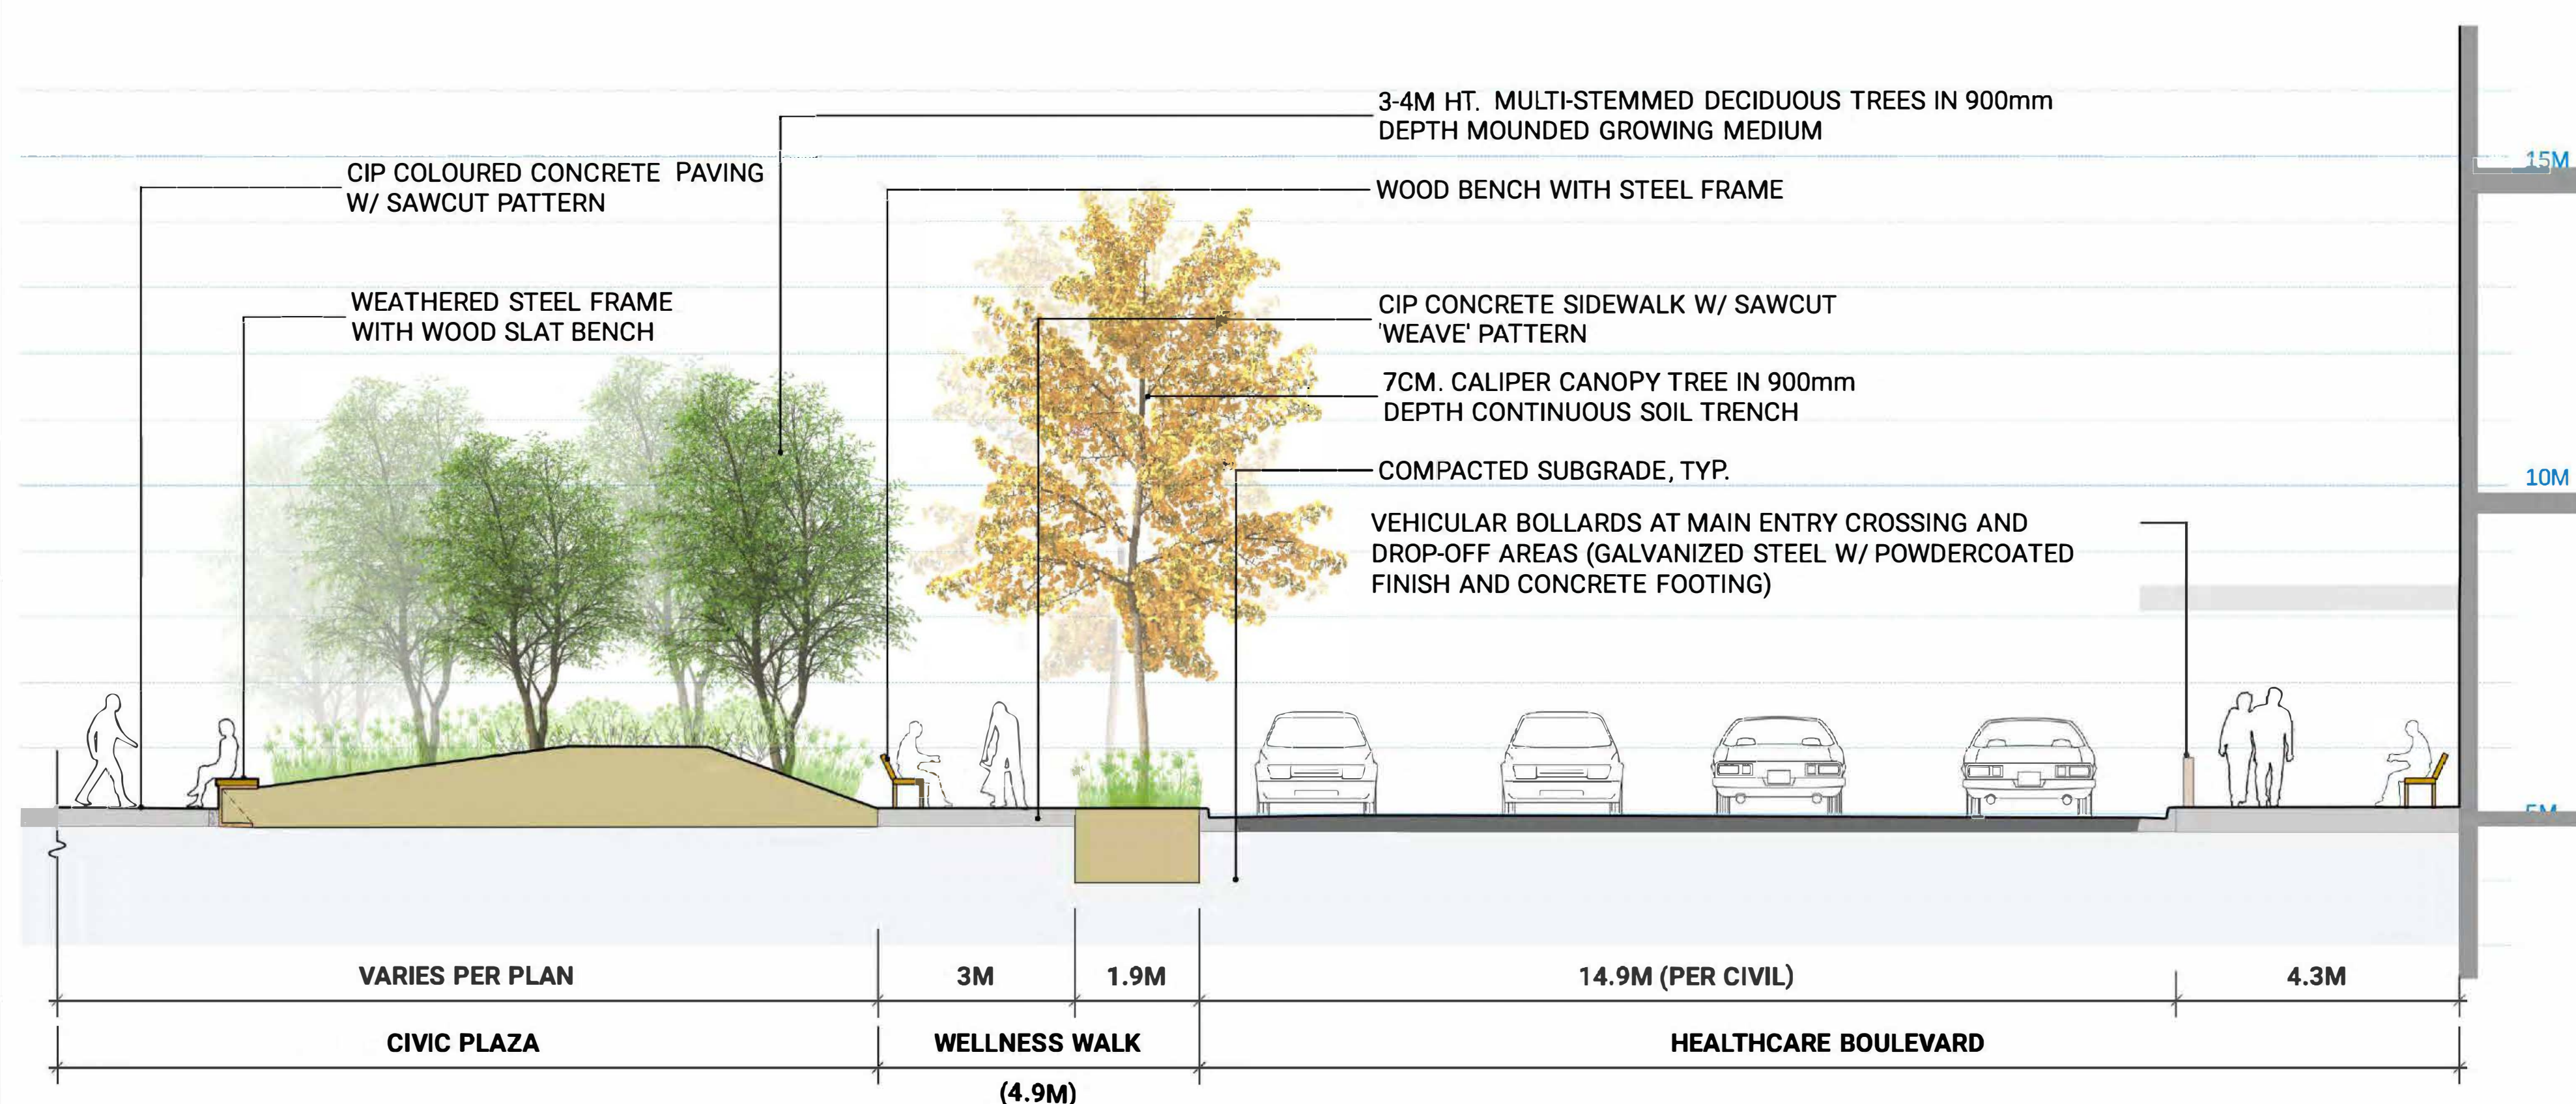 3-4M HT. MULTI-STEMMED DECIDUOUS TREES IN 900mm
DEPTH MOUNDED GROWING MEDIUM
15M
CIP COLOURED CONCRETE PAVING
W/ SAWCUT PATTERN
WOOD BENCH WITH STEEL FRAME
WEATHERED STEEL FRAME
WITH WOOD SLAT BENCH
CIP CONCRETE SIDEWALK W/ SAWCUT
'WEAVE' PATTERN
7CM. CALIPER CANOPY TREE IN 900mm
DEPTH CONTINUOUS SOIL TRENCH
COMPACTED SUBGRADE, TYP.
10M
VEHICULAR BOLLARDS AT MAIN ENTRY CROSSING AND
DROP-OFF AREAS (GALVANIZED STEEL W/ POWDERCOATED
FINISH AND CONCRETE FOOTING)
5M
VARIES PER PLAN
3M
1.9M
14.9M (PER CIVIL)
4.3M
CIVIC PLAZA
WELLNESS WALK
HEALTHCARE BOULEVARD
(4.9M)